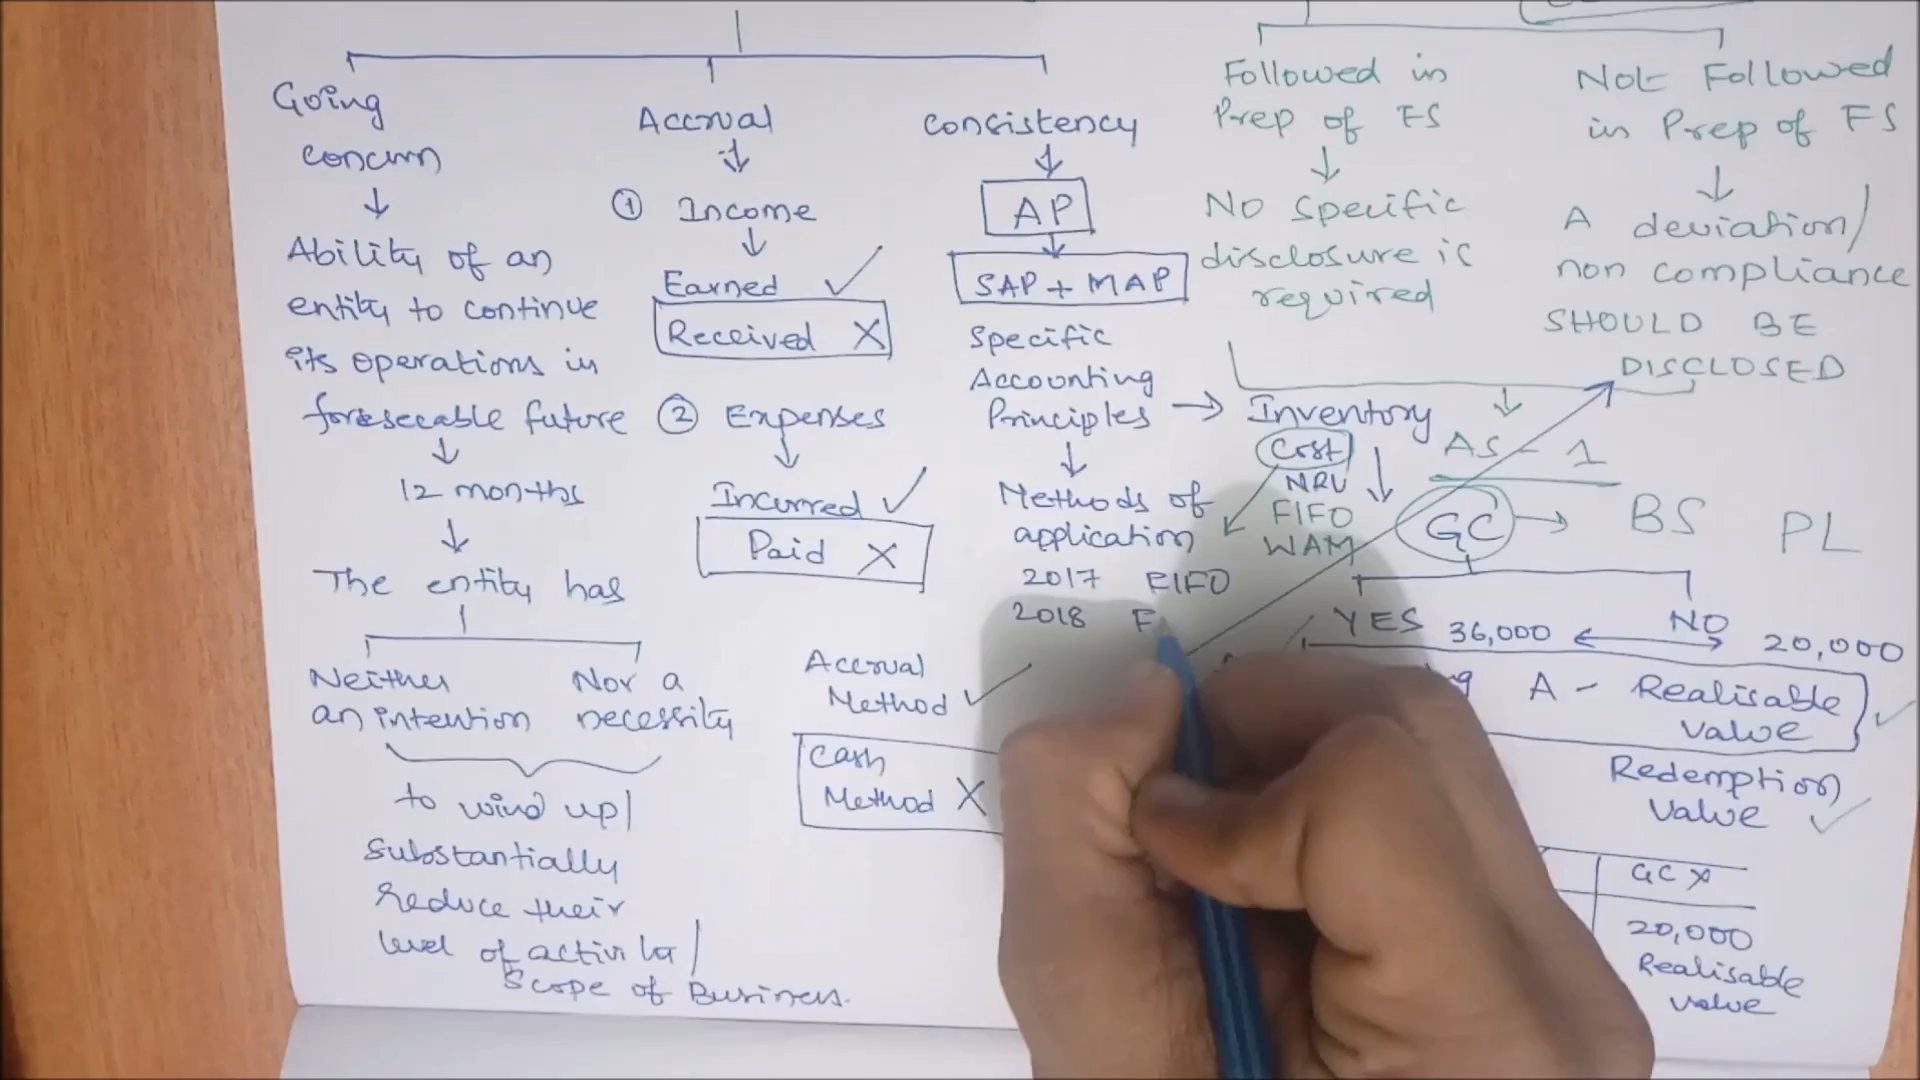 Going
concern
Ability of an
entity to continue
its operations in
foreseecable future
12 months
The entity has
Neither
an intention
Nor a
necessity
to wind up/
substantially
reduce their
level of activita/
Scope of Business.
Accrual
① Income
Earned ✓
Received X
② Expenses
Incurred ✓
Paid X
Accrual
Method ✓
Cash
Method X
Consistency
AP
SAP + MAP
Specific
Accounting
Principles → Inventory
Cost
NRV
FIFO
WAM
Methods of
application
2017 FIFO
2018 F
Followed in
Prep of FS
No Specific
disclosure is
required
Not Followed
in Prep of FS
A deviation/
non compliance
SHOULD BE
DISCLOSED
AS - 1
GC → BS PL
YES 36,000 NO 20,000
A - Realisable
Value
Redemption
Value
GC X
20,000
Realisable
value